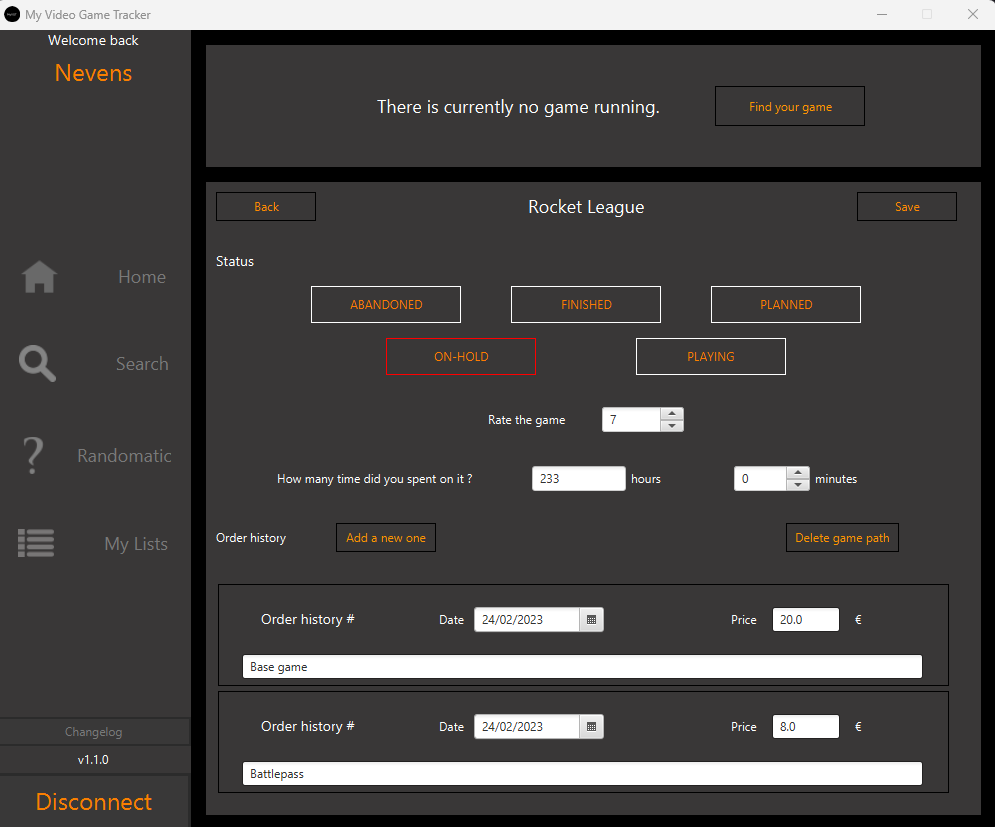 My Video Game Tracker
Welcome back
Nevens
Home
Search
Randomatic
My Lists
Changelog
v1.1.0
Disconnect
There is currently no game running.
Find your game
Back
Rocket League
Save
Status
ABANDONED
FINISHED
PLANNED
ON-HOLD
PLAYING
Rate the game 7
How many time did you spent on it ? 233 hours 0 minutes
Order history
Add a new one
Delete game path
Order history # Date 24/02/2023 Price 20.0 €
Base game
Order history # Date 24/02/2023 Price 8.0 €
Battlepass